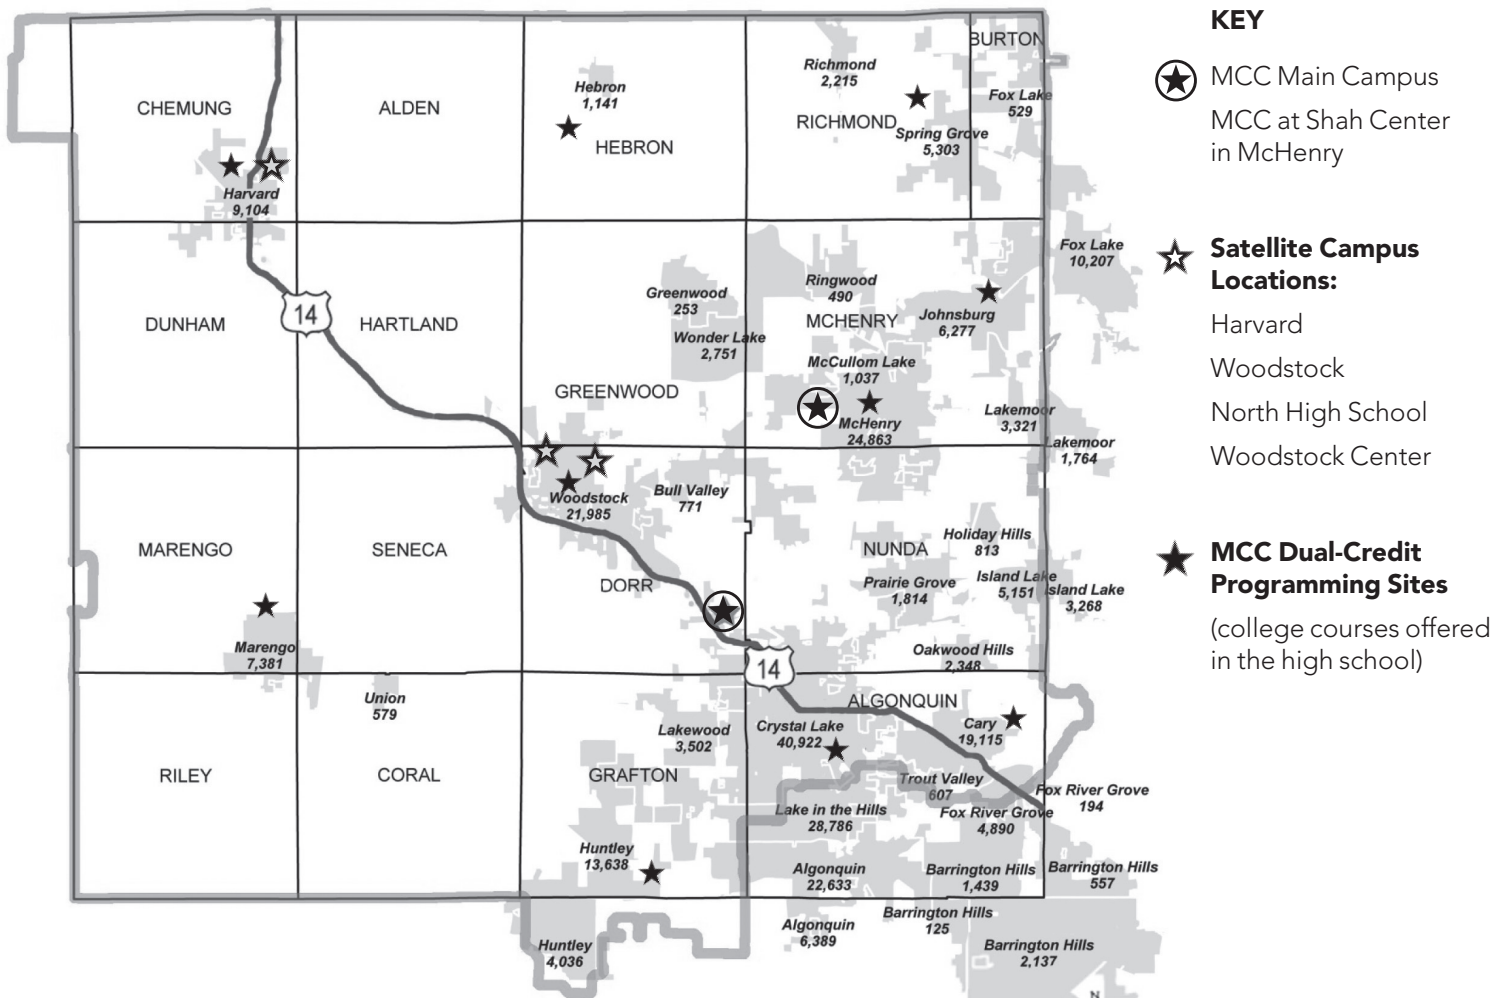 BURTON
Richmond
2,215
Hebron
1,141
Fox Lake
529
CHEMUNG
ALDEN
RICHMOND
Spring Grove
5,303
HEBRON
Harvard
9,104
Fox Lake
10,207
Ringwood
490
Greenwood
253
14
DUNHAM
HARTLAND
MCHENRY
Johnsburg
6,277
Wonder Lake
2,751
McCullom Lake
1,037
GREENWOOD
Lakemoor
3,321
McHenry
24,863
Lakemoor
1,764
Woodstock
21,985
Bull Valley
771
MARENGO
SENECA
NUNDA
Holiday Hills
813
DORR
Prairie Grove
1,814
Island Lake
5,151
Island Lake
3,268
Marengo
7,381
Oakwood Hills
2,348
14
Union
579
ALGONQUIN
Lakewood
3,502
Crystal Lake
40,922
Cary
19,115
RILEY
CORAL
GRAFTON
Trout Valley
607
Fox River Grove
194
Lake in the Hills
28,786
Fox River Grove
4,890
Huntley
13,638
Algonquin
22,633
Barrington Hills
1,439
Barrington Hills
557
Barrington Hills
125
Algonquin
6,389
Huntley
4,036
Barrington Hills
2,137
N
KEY
MCC Main Campus
MCC at Shah Center
in McHenry
Satellite Campus
Locations:
Harvard
Woodstock
North High School
Woodstock Center
MCC Dual-Credit
Programming Sites
(college courses offered
in the high school)